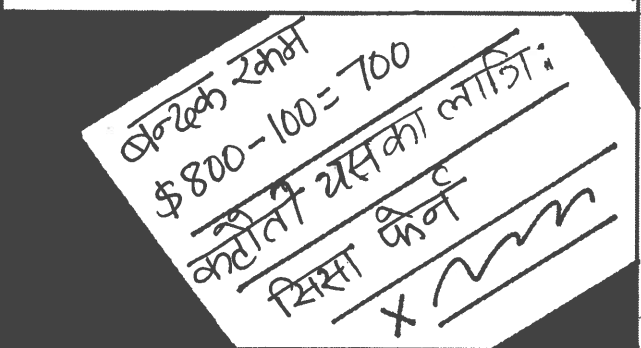 बन्धक रकम
$800-100=700
कटौती यसका लागि:
सिसा फेर्न
x